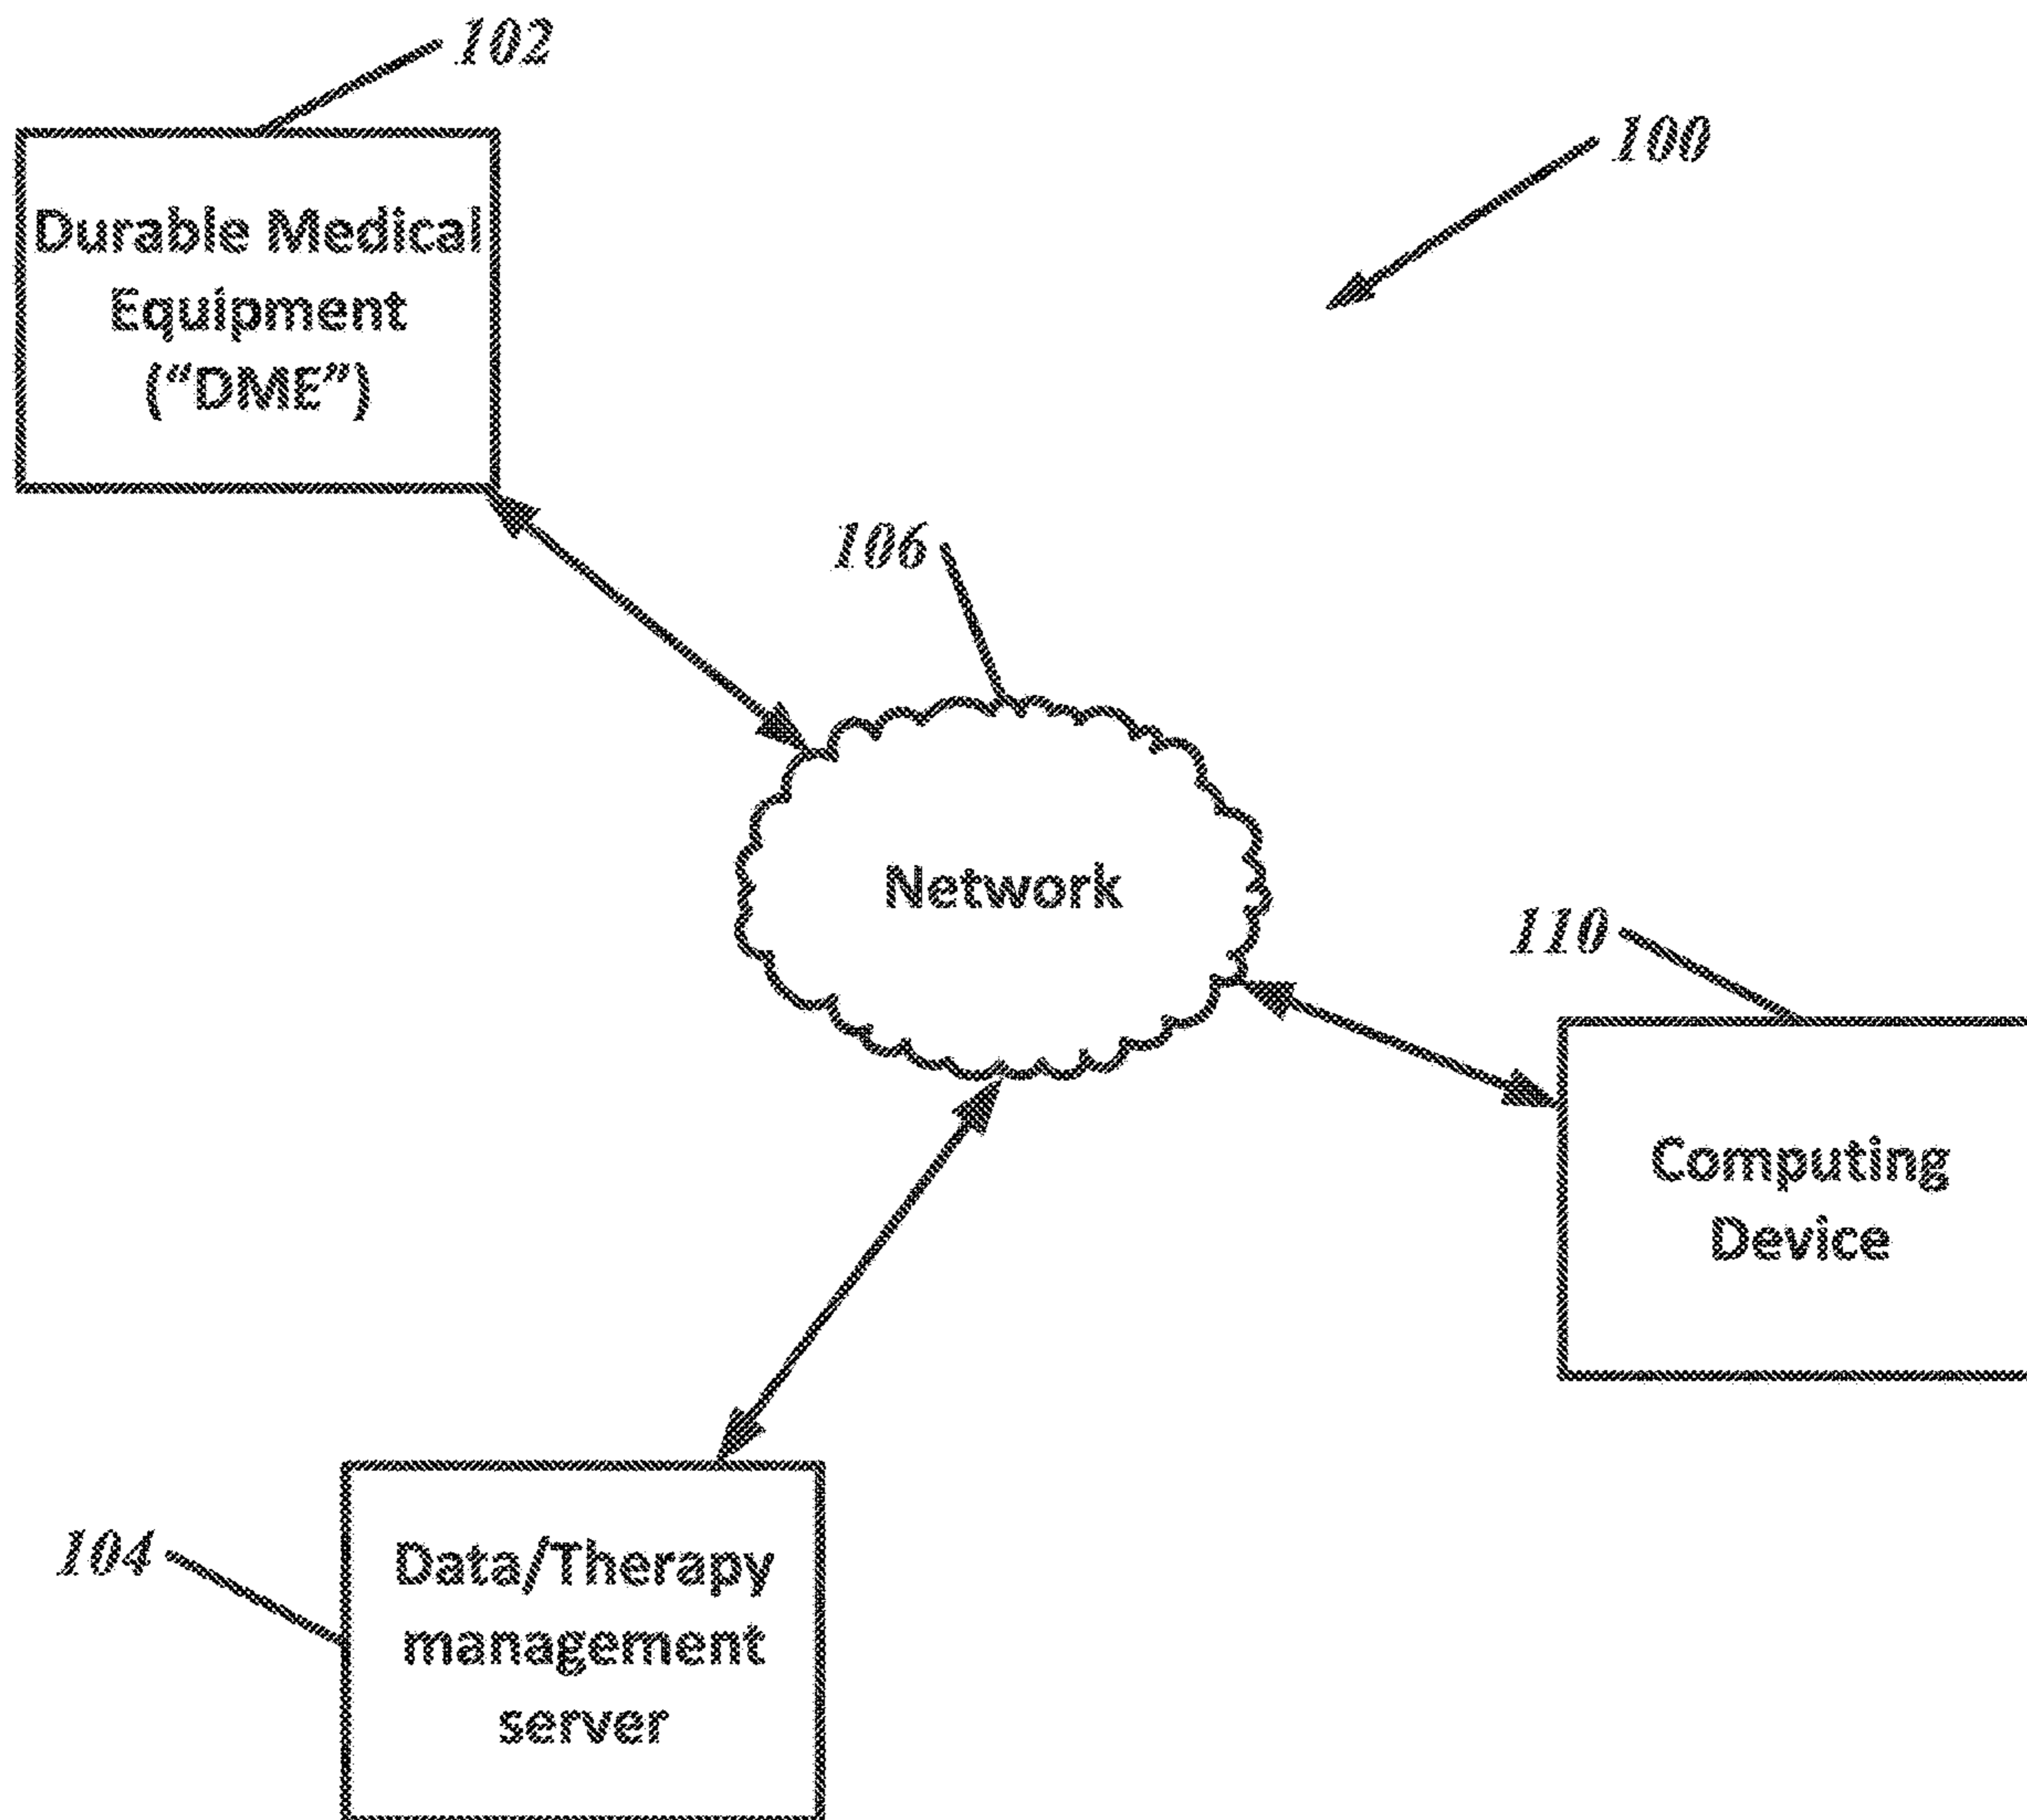 102
100
Durable Medical
Equipment
(“DME”)
106
Network
110
Computing
Device
104
Data/Therapy
management
server